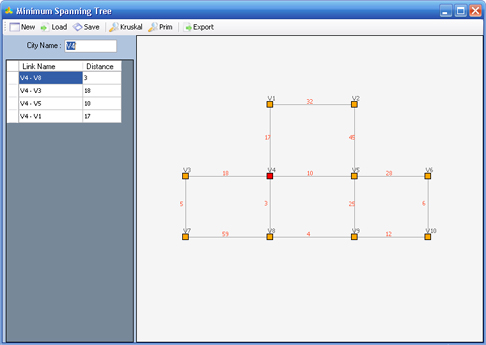 Minimum Spanning Tree
New Load Save Kruskal Prim Export
City Name : V4
Link Name Distance
V4 - V8 3
V4 - V3 18
V4 - V5 10
V4 - V1 17
V1 32 V2
17 45
V3 18 V4 10 V5 28 V6
5 3 25 6
V7 59 V8 4 V9 12 V10